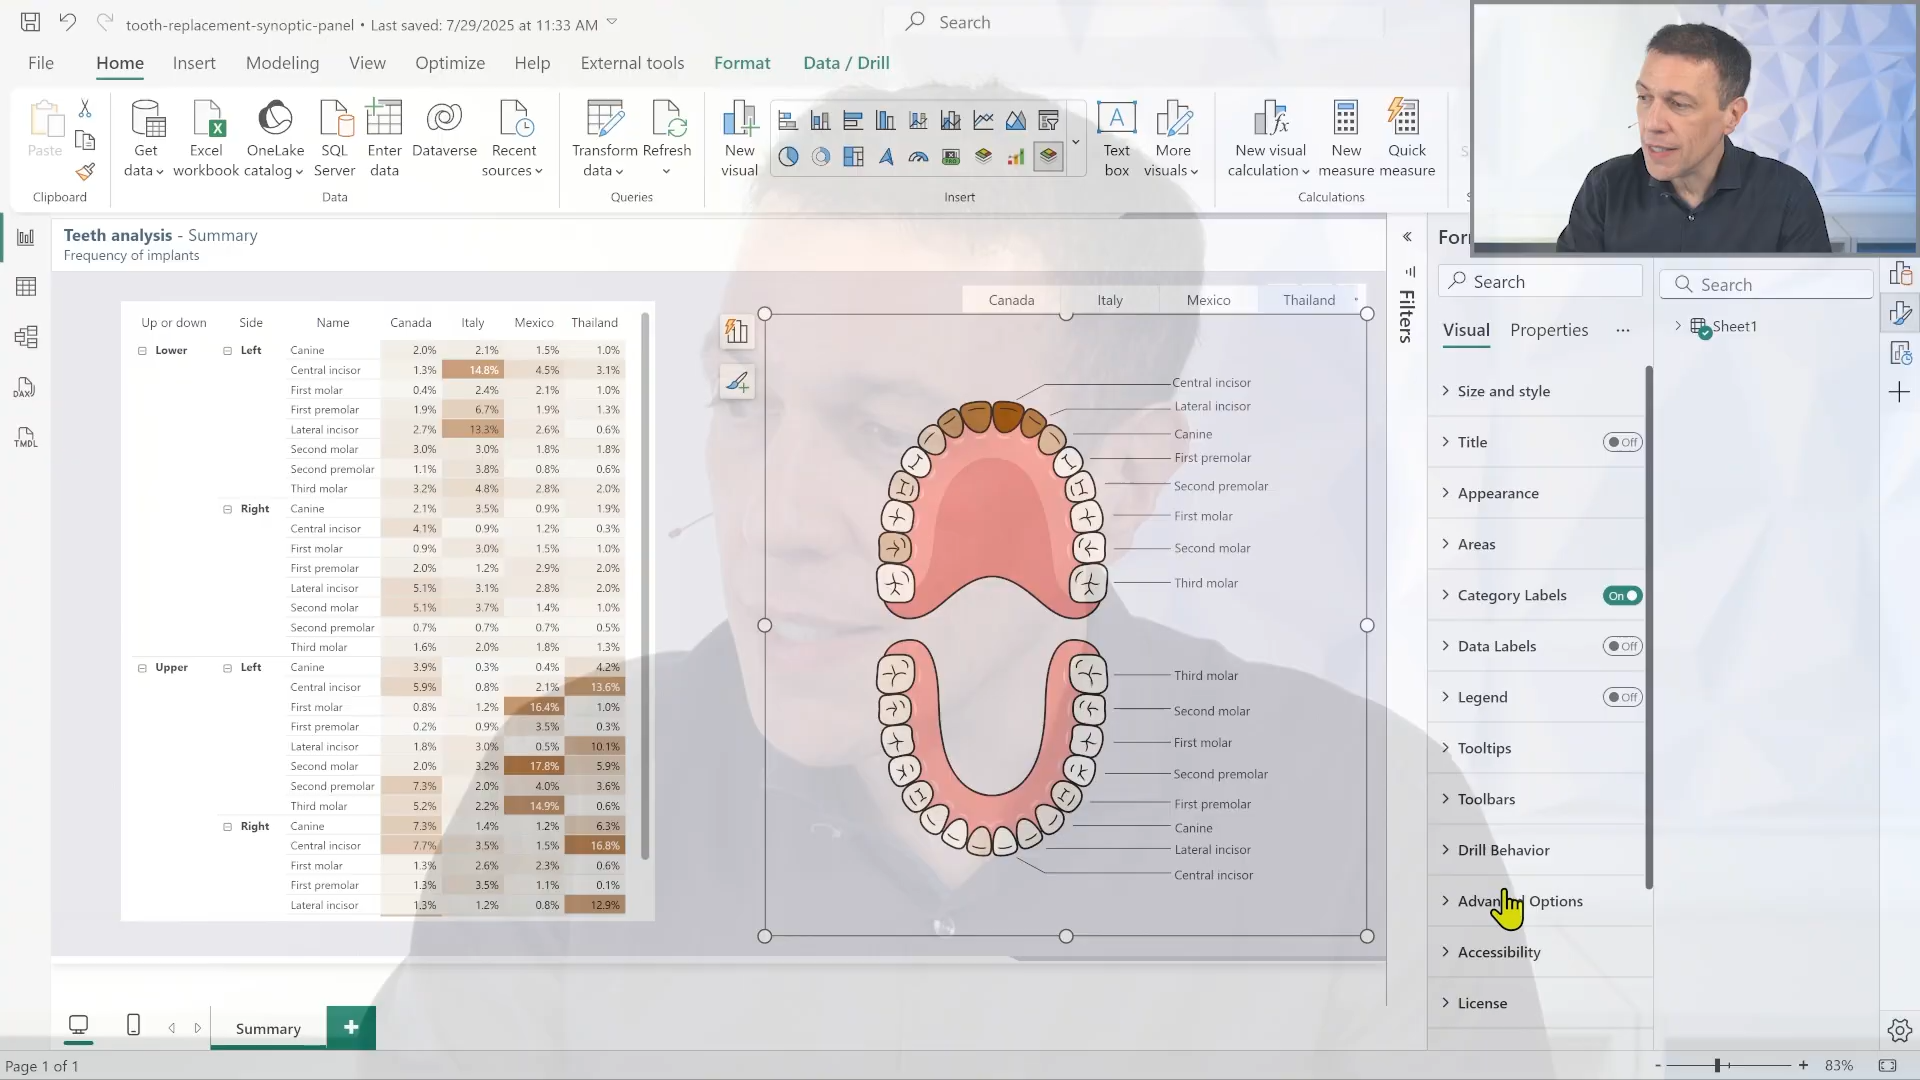 tooth-replacement-synoptic-panel • Last saved: 7/29/2025 at 11:33 AM
Search
File Home Insert Modeling View Optimize Help External tools Format Data / Drill
Paste
Get data
Excel workbook
OneLake catalog
SQL Server
Enter data
Dataverse
Recent sources
Transform data
Refresh
New visual
Text box
More visuals
New visual calculation
New measure
Quick measure
Clipboard
Data
Queries
Insert
Calculations
Teeth analysis - Summary
Frequency of implants
Up or down Side Name Canada Italy Mexico Thailand
Lower Left Canine 2.0% 2.1% 1.5% 1.0%
Central incisor 1.3% 14.8% 4.5% 3.1%
First molar 0.4% 2.4% 2.1% 1.0%
First premolar 1.9% 6.7% 1.9% 1.3%
Lateral incisor 2.7% 13.3% 2.6% 0.6%
Second molar 3.0% 3.0% 1.8% 1.8%
Second premolar 1.1% 3.8% 0.8% 0.6%
Third molar 3.2% 4.8% 2.8% 2.0%
Right Canine 2.1% 3.5% 0.9% 1.9%
Central incisor 4.1% 0.9% 1.2% 0.3%
First molar 0.9% 3.0% 1.5% 1.0%
First premolar 2.0% 1.2% 2.9% 2.0%
Lateral incisor 5.1% 3.1% 2.8% 2.0%
Second molar 5.1% 3.7% 1.4% 1.0%
Second premolar 0.7% 0.7% 0.7% 0.5%
Third molar 1.6% 2.0% 1.8% 1.3%
Upper Left Canine 3.9% 0.3% 0.4% 4.2%
Central incisor 5.9% 0.8% 2.1% 13.6%
First molar 0.8% 1.2% 16.4% 1.0%
First premolar 0.2% 0.9% 3.5% 0.3%
Lateral incisor 1.8% 3.0% 0.5% 10.1%
Second molar 2.0% 3.2% 17.8% 5.9%
Second premolar 7.3% 2.0% 4.0% 3.6%
Third molar 5.2% 2.2% 14.9% 0.6%
Right Canine 7.3% 1.4% 1.2% 6.3%
Central incisor 7.7% 3.5% 1.5% 16.8%
First molar 1.3% 2.6% 2.3% 0.6%
First premolar 1.3% 3.5% 1.1% 0.1%
Lateral incisor 1.3% 1.2% 0.8% 12.9%
Canada Italy Mexico Thailand
Central incisor
Lateral incisor
Canine
First premolar
Second premolar
First molar
Second molar
Third molar
Third molar
Second molar
First molar
Second premolar
First premolar
Canine
Lateral incisor
Central incisor
Filters
Search
Visual Properties
Size and style
Title Off
Appearance
Areas
Category Labels On
Data Labels Off
Legend Off
Tooltips
Toolbars
Drill Behavior
Options
Accessibility
License
Search
Sheet1
DAX
TMDL
Summary
Page 1 of 1
83%